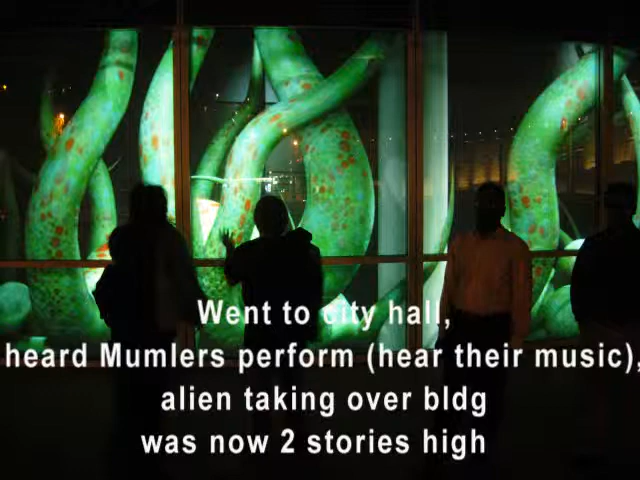 Went to city hall,
heard Mumlers perform (hear their music),
alien taking over bldg
was now 2 stories high